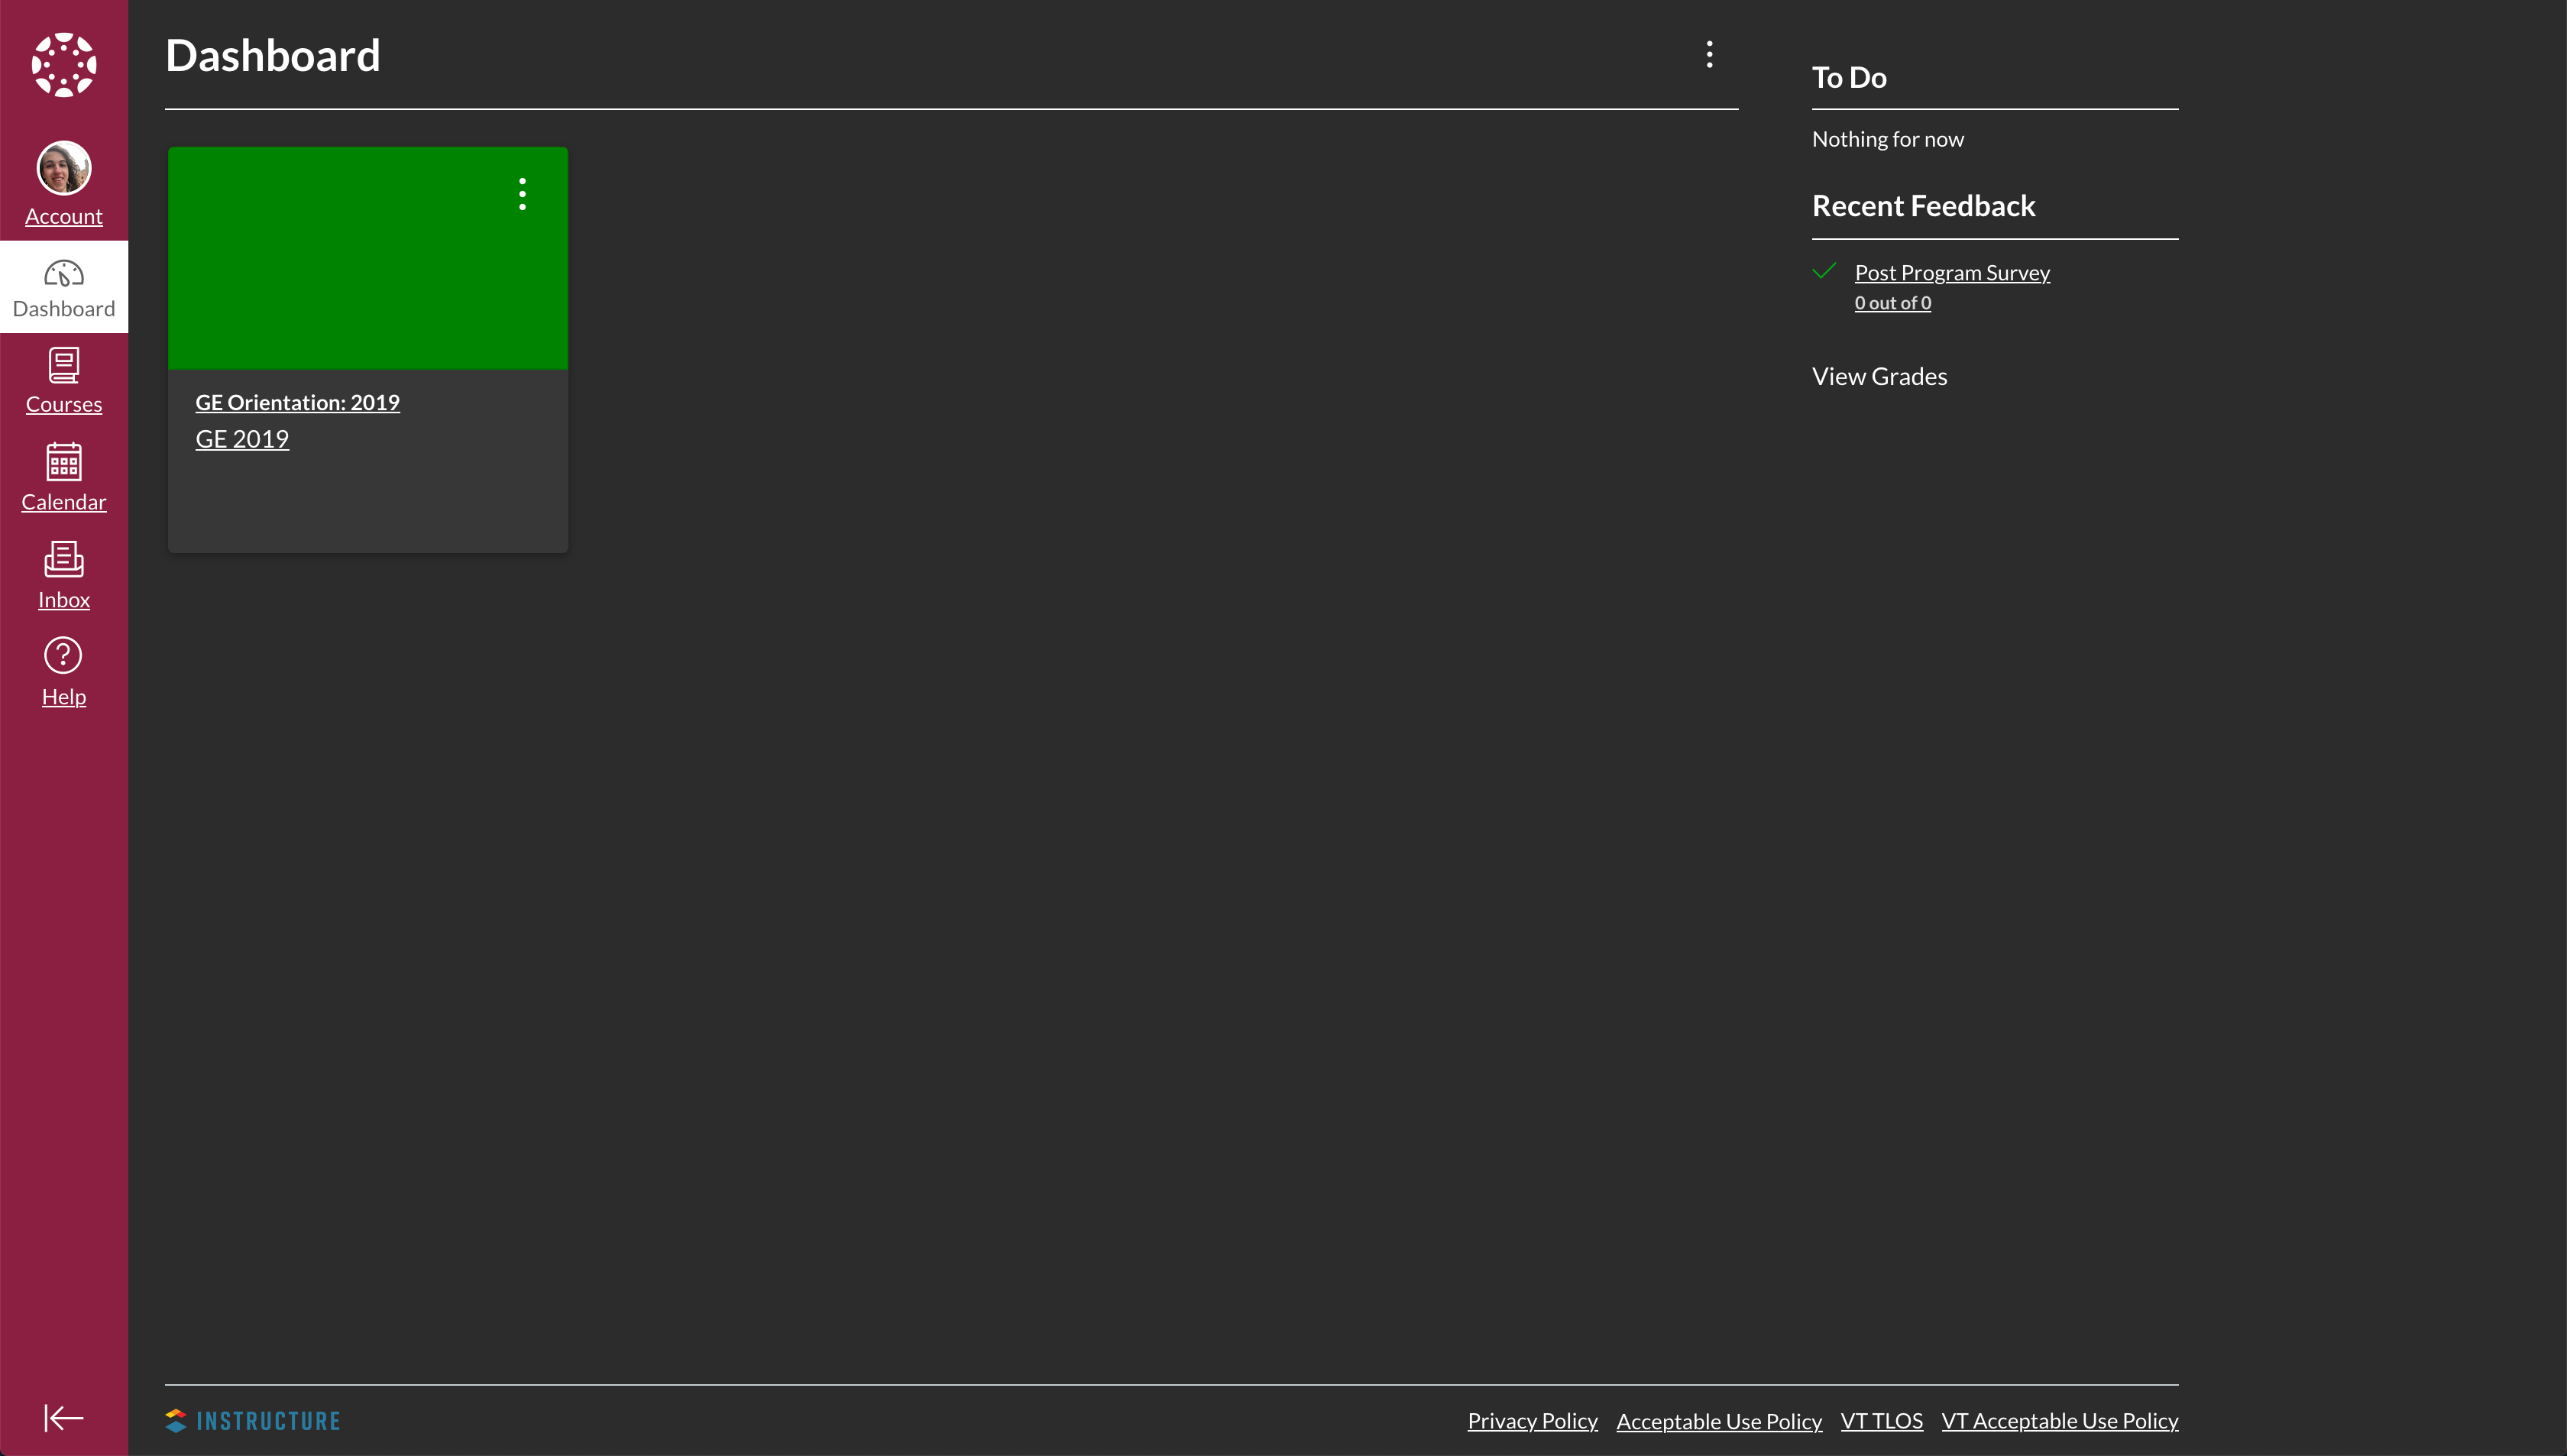 Account
Dashboard
Courses
Calendar
Inbox
Help
Dashboard
GE Orientation: 2019
GE 2019
To Do
Nothing for now
Recent Feedback
Post Program Survey
0 out of 0
View Grades
INSTRUCTURE
Privacy Policy Acceptable Use Policy VT TLOS VT Acceptable Use Policy